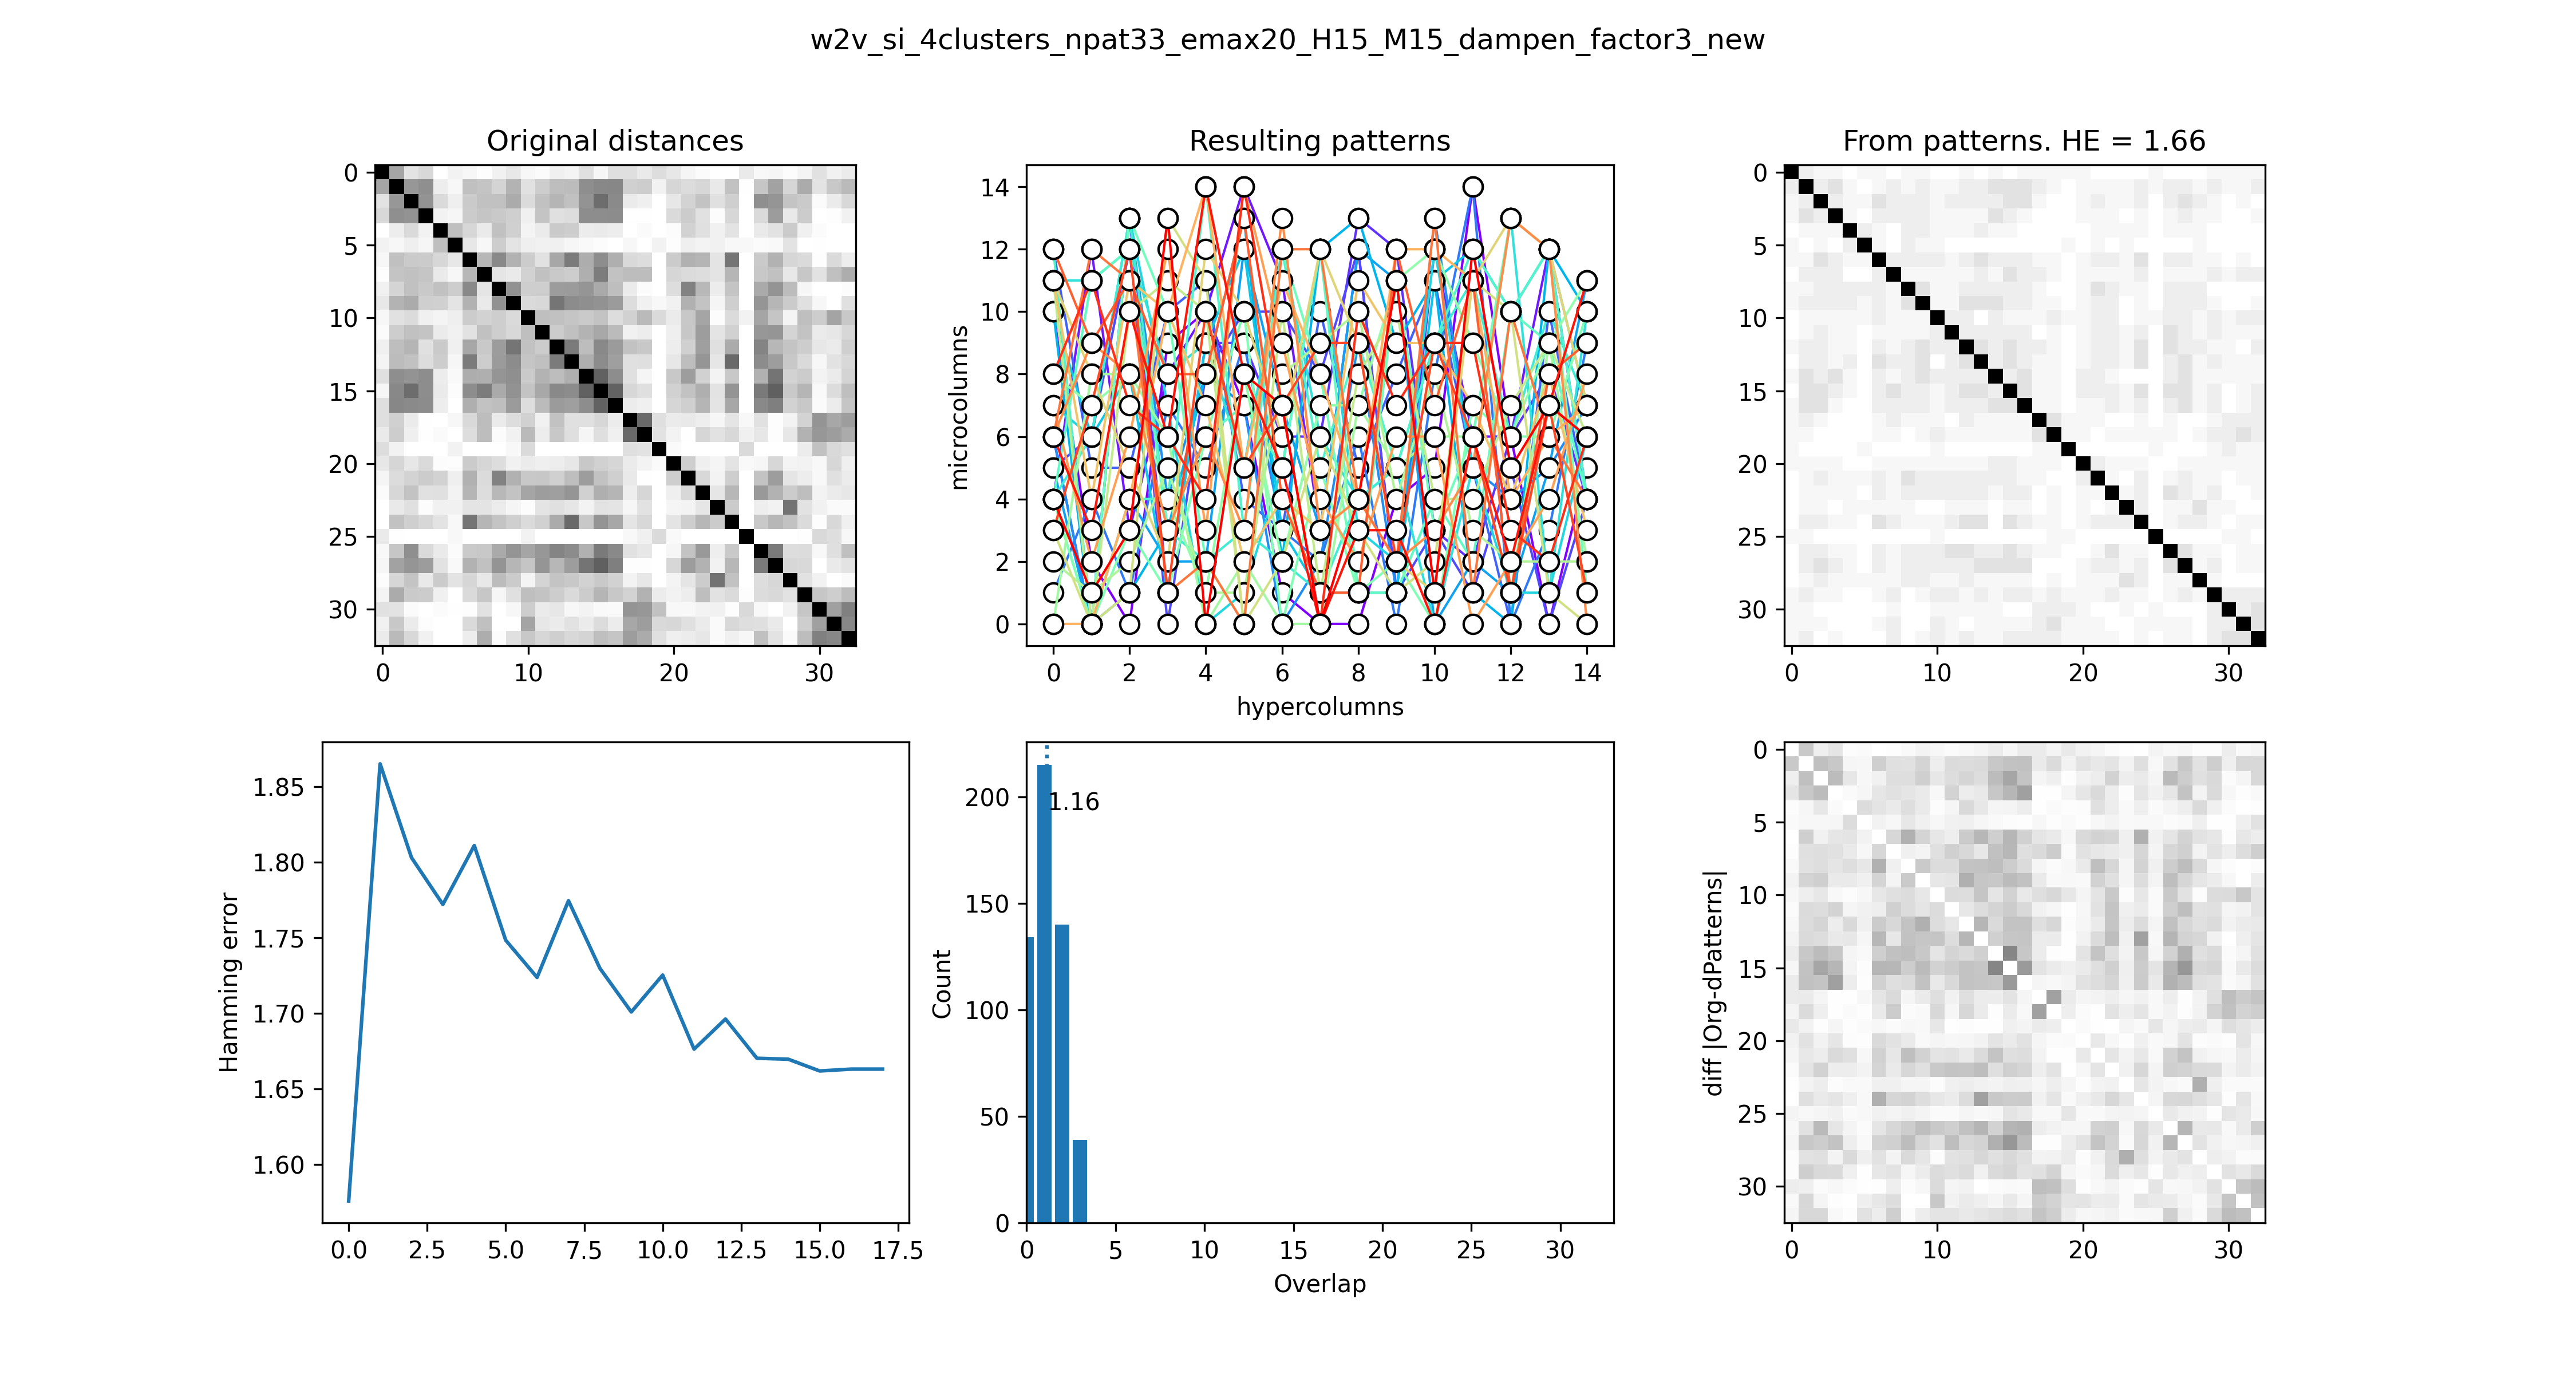 w2v_si_4clusters_npat33_emax20_H15_M15_dampen_factor3_new
Original distances
0
5
10
15
20
25
30
0 10 20 30
Resulting patterns
microcolumns
14
12
10
8
6
4
2
0
0 2 4 6 8 10 12 14
hypercolumns
From patterns. HE = 1.66
0
5
10
15
20
25
30
0 10 20 30
Hamming error
1.85
1.80
1.75
1.70
1.65
1.60
0.0 2.5 5.0 7.5 10.0 12.5 15.0 17.5
Count
200
150
100
50
0
1.16
0 5 10 15 20 25 30
Overlap
diff |Org-dPatterns|
0
5
10
15
20
25
30
0 10 20 30